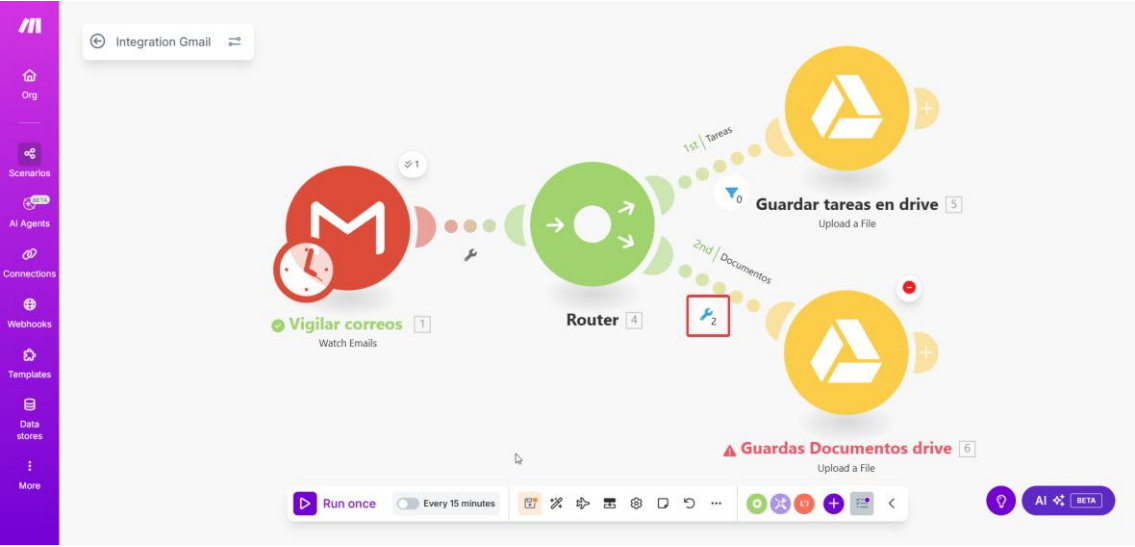 Integration Gmail
Org
Scenarios
BETA
AI Agents
Connections
Webhooks
Templates
Data
stores
More
1
Vigilar correos 1
Watch Emails
Router 4
1st | Tareas
0
Guardar tareas en drive 5
Upload a File
2nd | Documentos
2
Guardas Documentos drive 6
Upload a File
Run once
Every 15 minutes
AI BETA